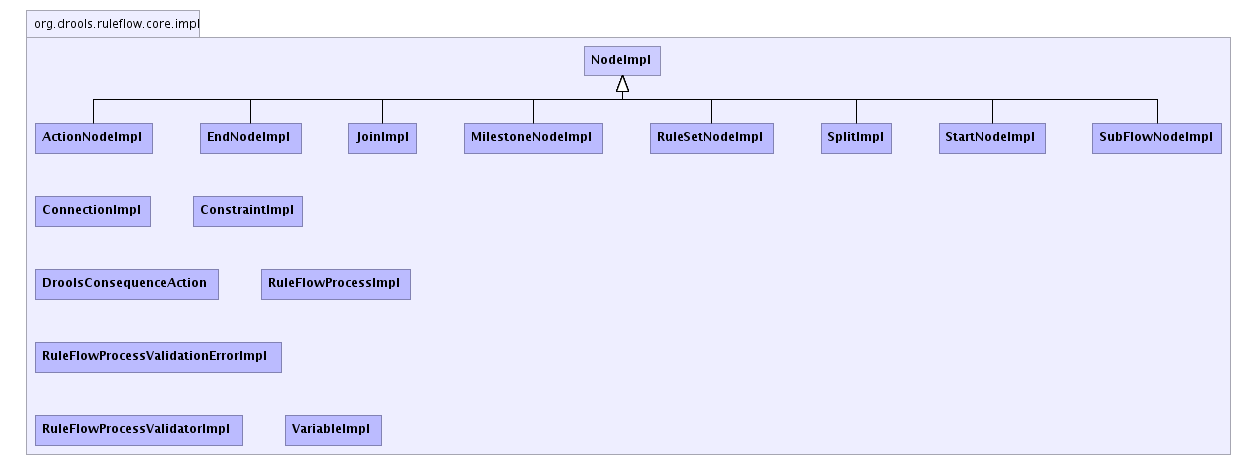 org.drools.ruleflow.core.impl
NodeImpl
ActionNodeImpl EndNodeImpl JoinImpl MilestoneNodeImpl RuleSetNodeImpl SplitImpl StartNodeImpl SubFlowNodeImpl
ConnectionImpl ConstraintImpl
DroolsConsequenceAction RuleFlowProcessImpl
RuleFlowProcessValidationErrorImpl
RuleFlowProcessValidatorImpl VariableImpl